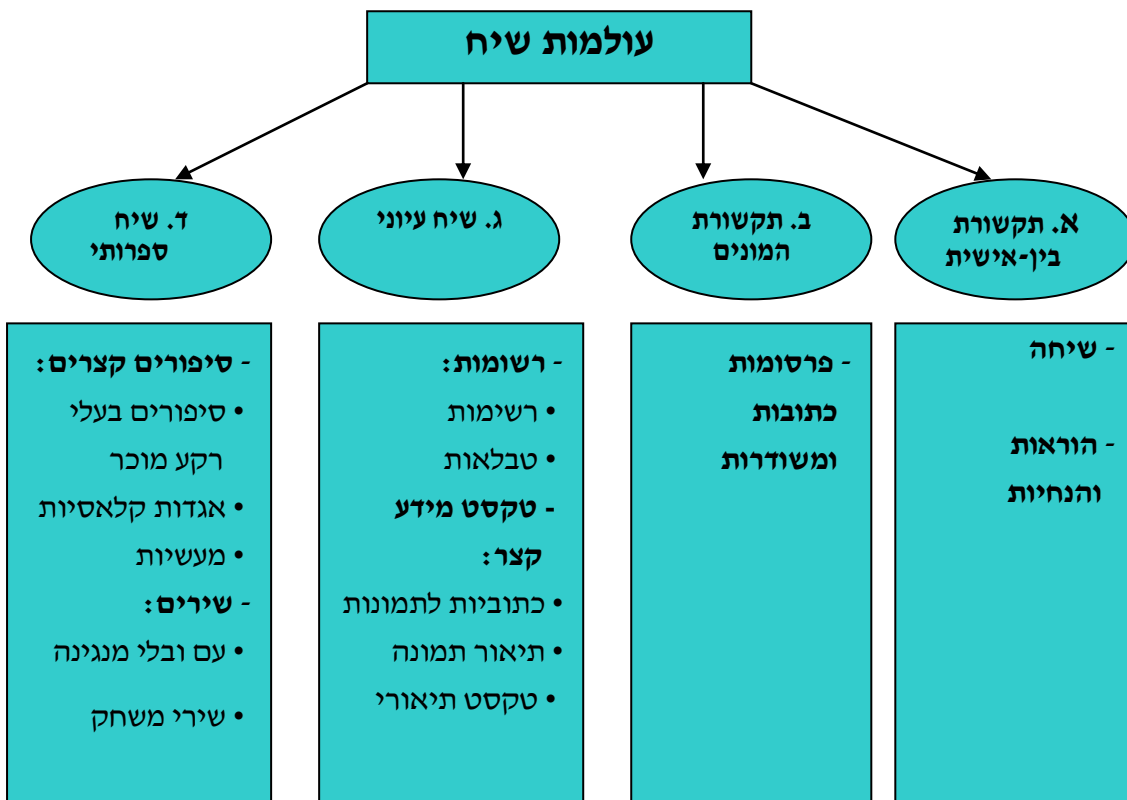 עולמות שיח
א. תקשורת
בין-אישית
- שיחה
- הוראות
והנחיות
ב. תקשורת
המונים
- פרסומות
כתובות
ומשודרות
ג. שיח עיוני
- רשומות:
• רשימות
• טבלאות
- טקסט מידע
קצר:
• כתוביות לתמונות
• תיאור תמונה
• טקסט תיאורי
ד. שיח
ספרותי
- סיפורים קצרים:
• סיפורים בעלי
רקע מוכר
• אגדות קלאסיות
• מעשיות
- שירים:
• עם ובלי מנגינה
• שירי משחק